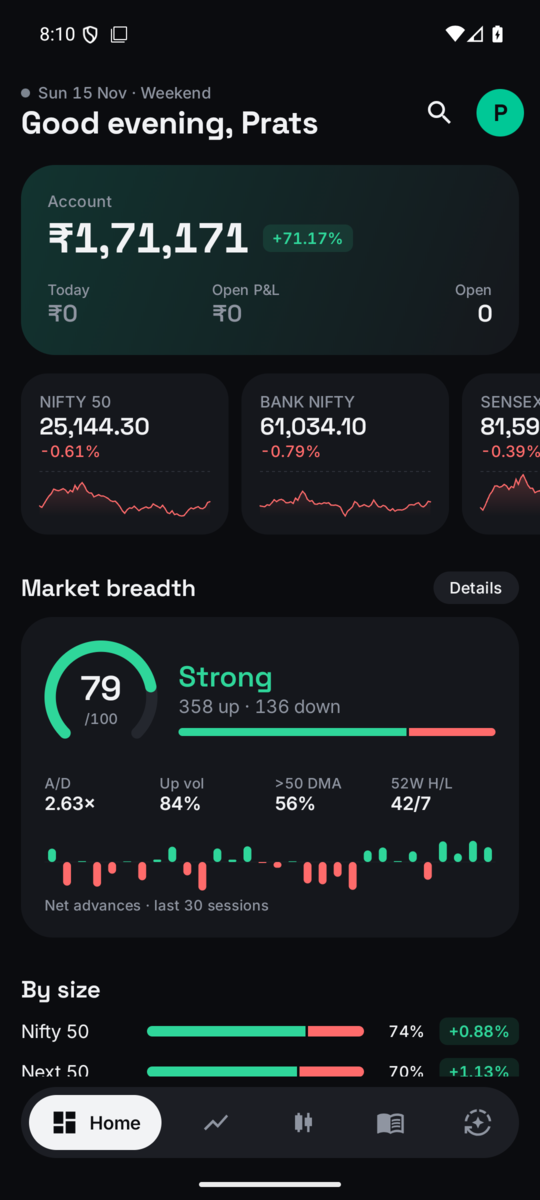 8:10
Sun 15 Nov · Weekend
Good evening, Prats
P
Account
₹1,71,171 +71.17%
Today Open P&L Open
₹0 ₹0 0
NIFTY 50 BANK NIFTY SENSEX
25,144.30 61,034.10 81,59
-0.61% -0.79% -0.39%
Market breadth Details
79
/100
Strong
358 up · 136 down
A/D Up vol >50 DMA 52W H/L
2.63× 84% 56% 42/7
Net advances · last 30 sessions
By size
Nifty 50 74% +0.88%
Next 50 70% +1.13%
Home